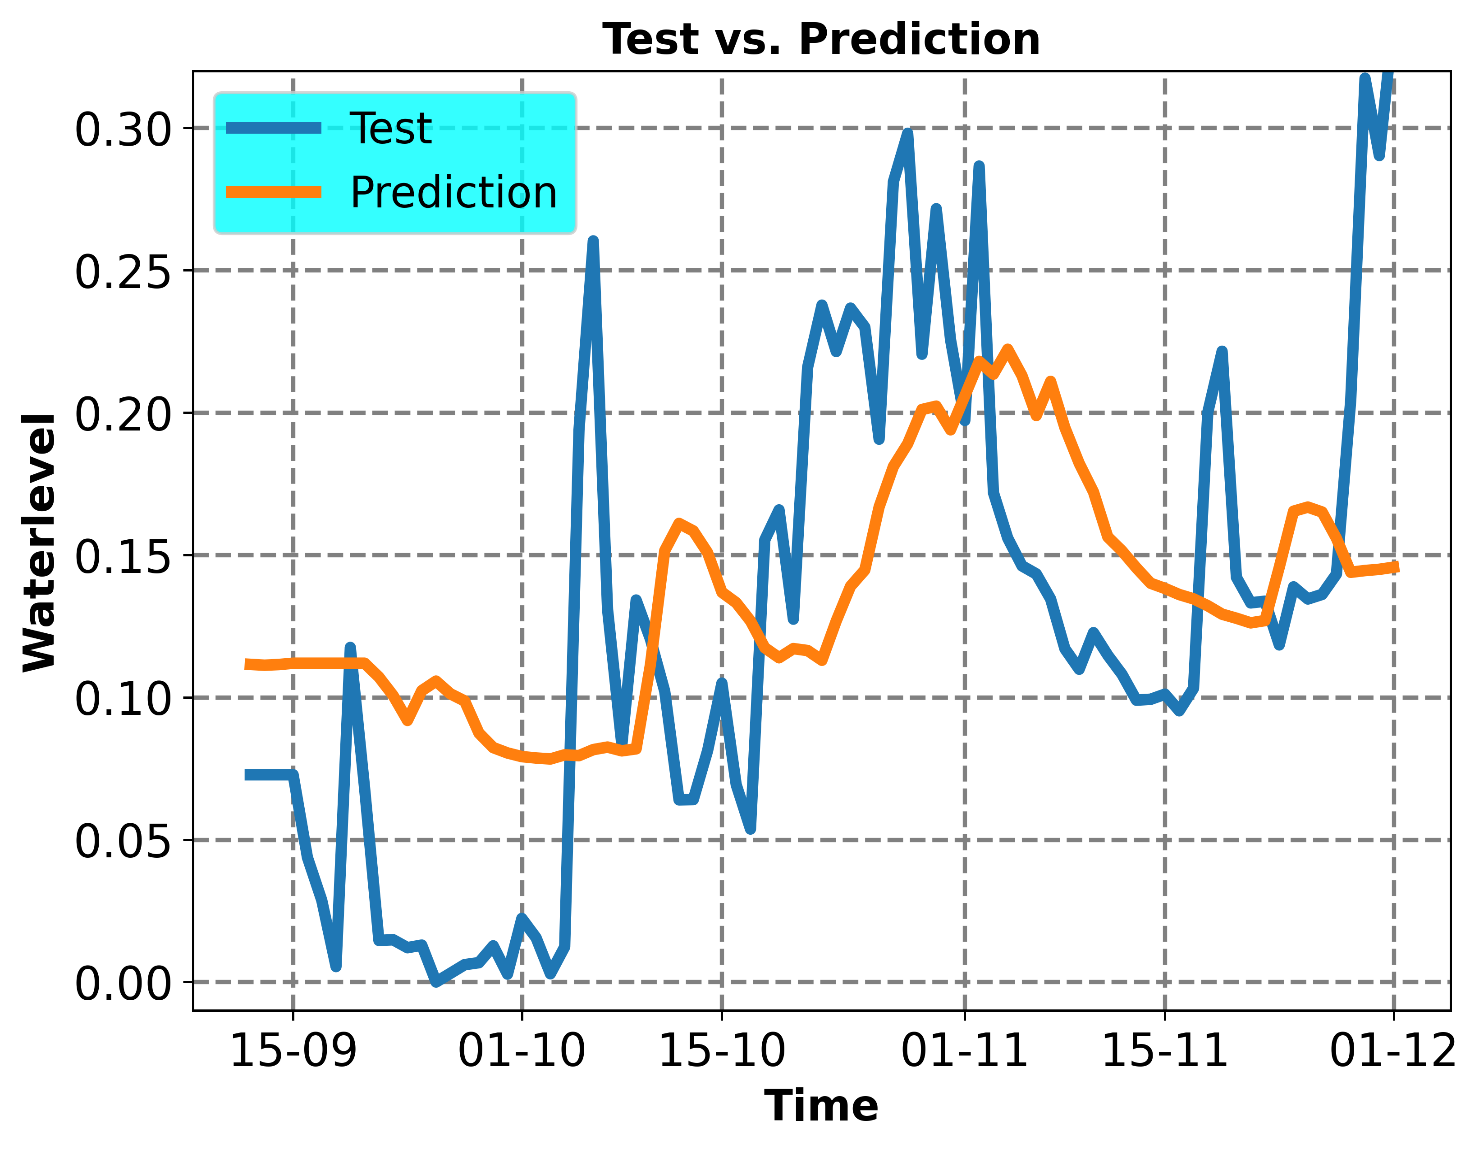 Test vs. Prediction
Test
Prediction
0.30
0.25
0.20
0.15
0.10
0.05
0.00
Waterlevel
15-09 01-10 15-10 01-11 15-11 01-12
Time